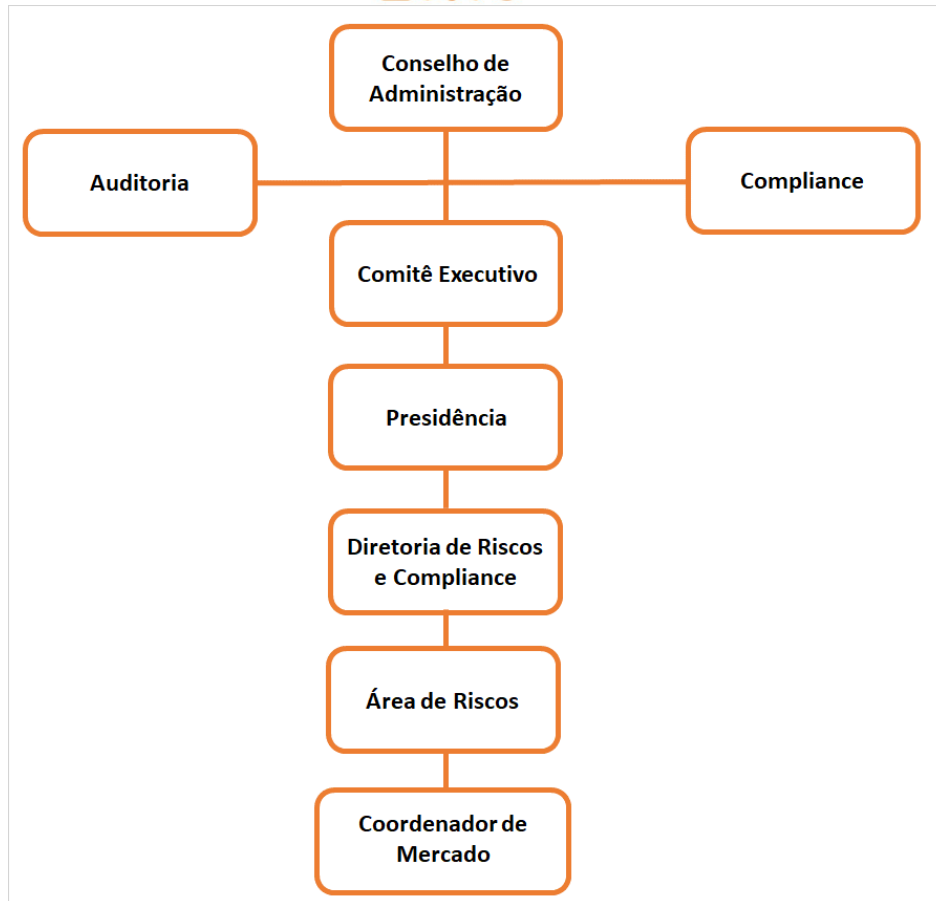 Conselho de
Administração
Auditoria
Compliance
Comitê Executivo
Presidência
Diretoria de Riscos
e Compliance
Área de Riscos
Coordenador de
Mercado